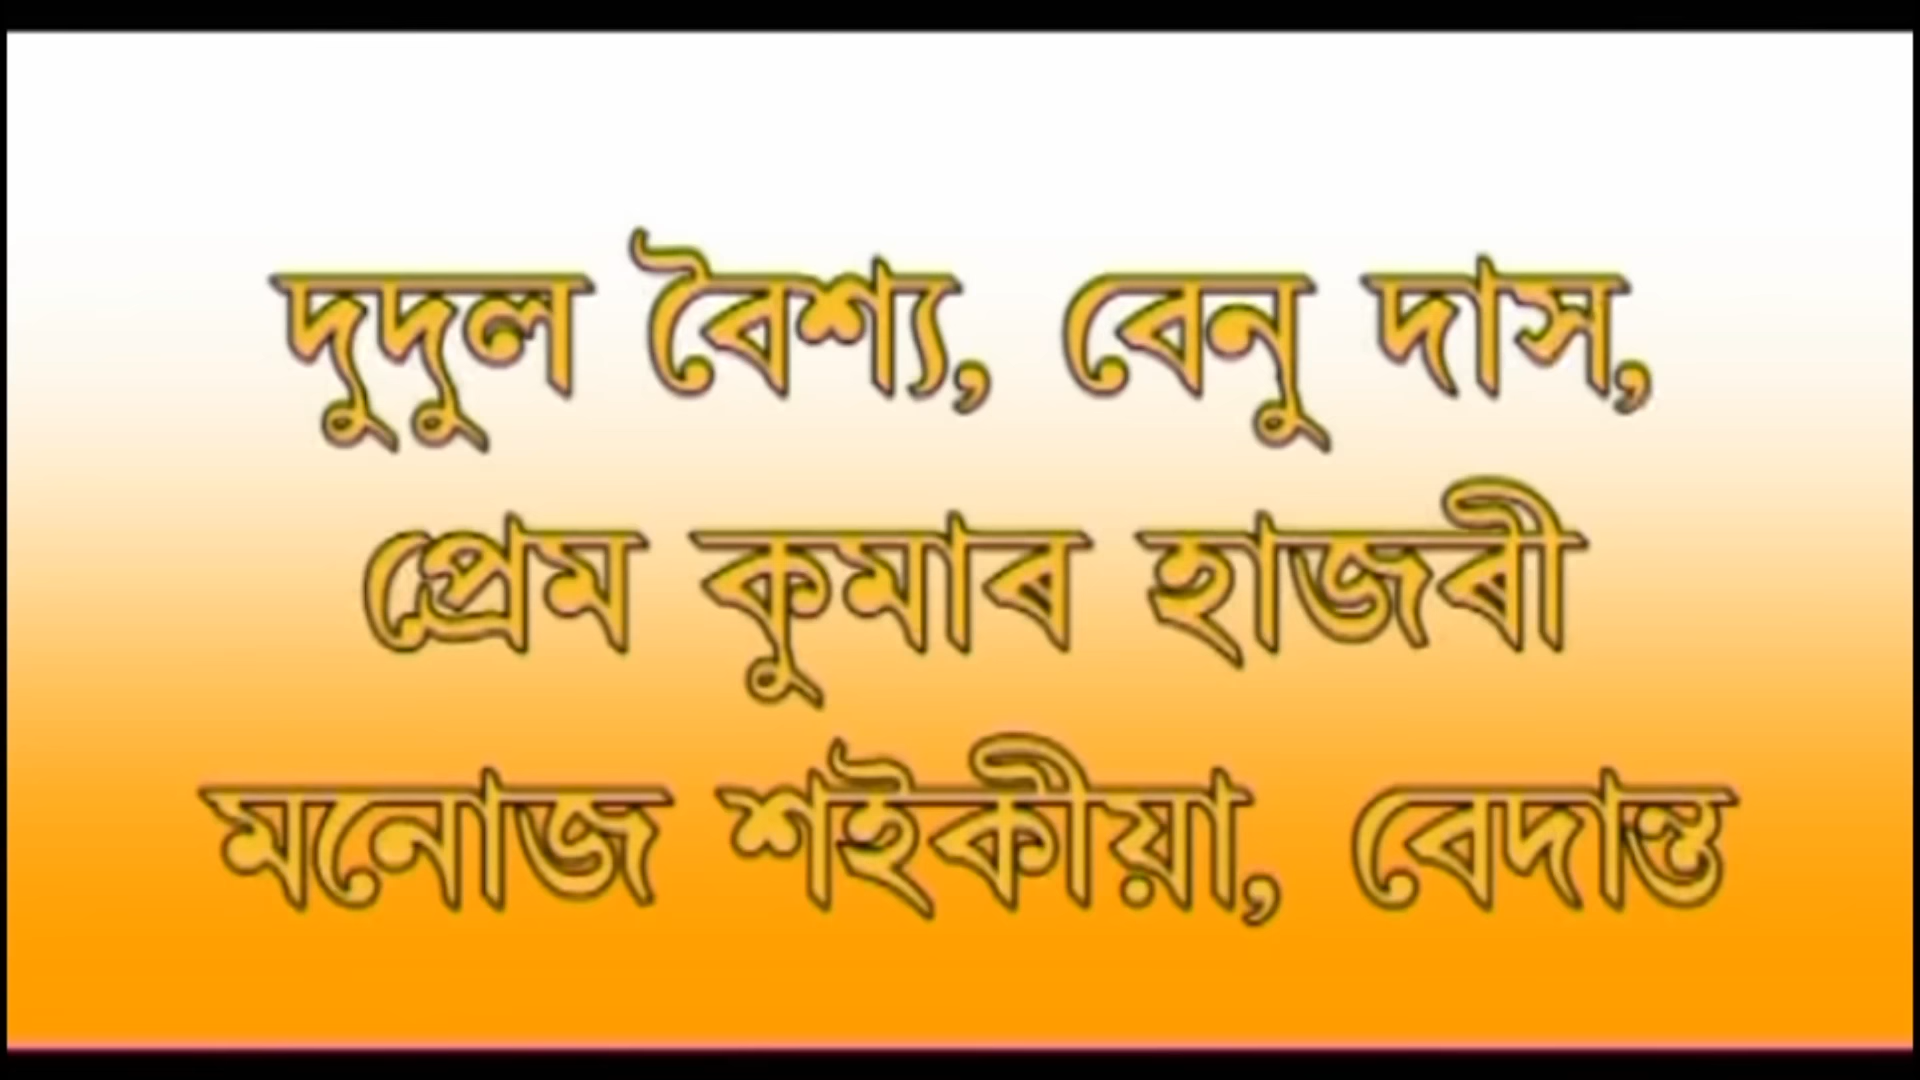 দুদুল বৈশ্য, বেনু দাস,
প্ৰেম কুমাৰ হাজৰী
মনোজ শইকীয়া, বেদান্ত